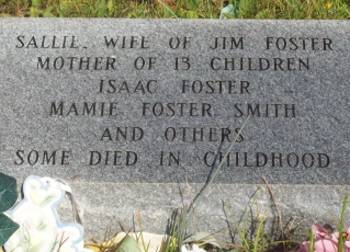 SALLIE, WIFE OF JIM FOSTER
MOTHER OF 13 CHILDREN
ISAAC FOSTER
MAMIE FOSTER SMITH
AND OTHERS
SOME DIED IN CHILDHOOD